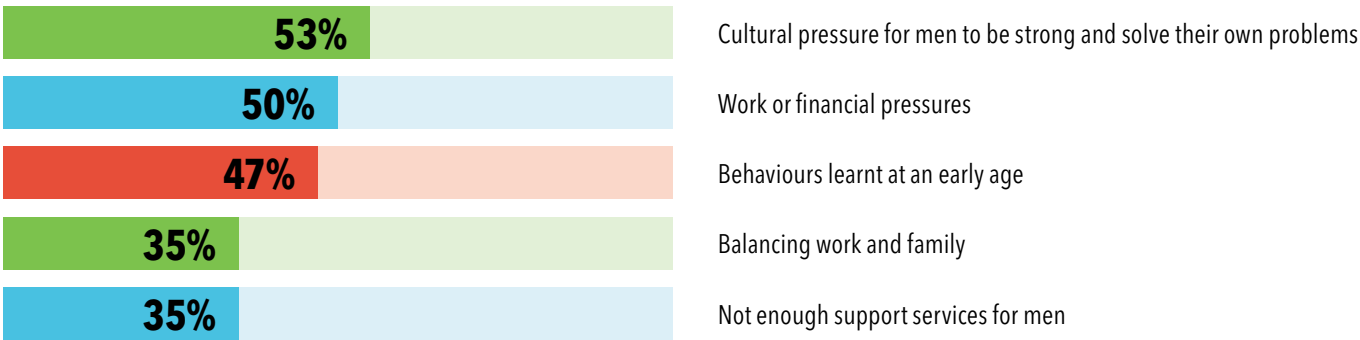 53% Cultural pressure for men to be strong and solve their own problems
50% Work or financial pressures
47% Behaviours learnt at an early age
35% Balancing work and family
35% Not enough support services for men